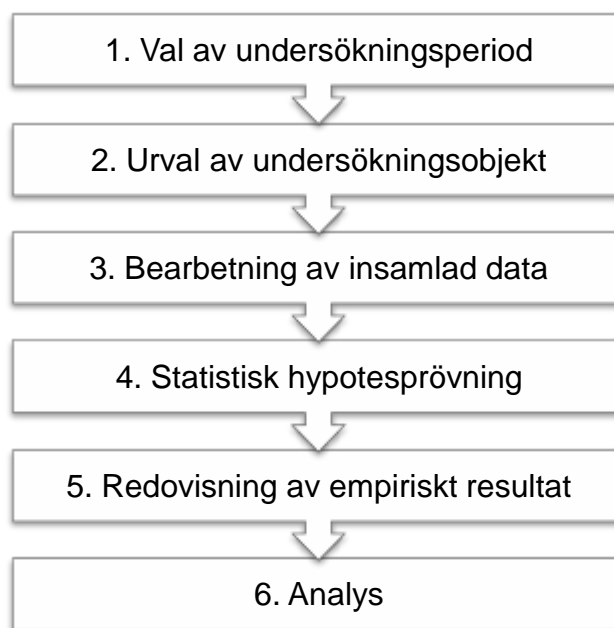 1. Val av undersökningsperiod
2. Urval av undersökningsobjekt
3. Bearbetning av insamlad data
4. Statistisk hypotesprövning
5. Redovisning av empiriskt resultat
6. Analys